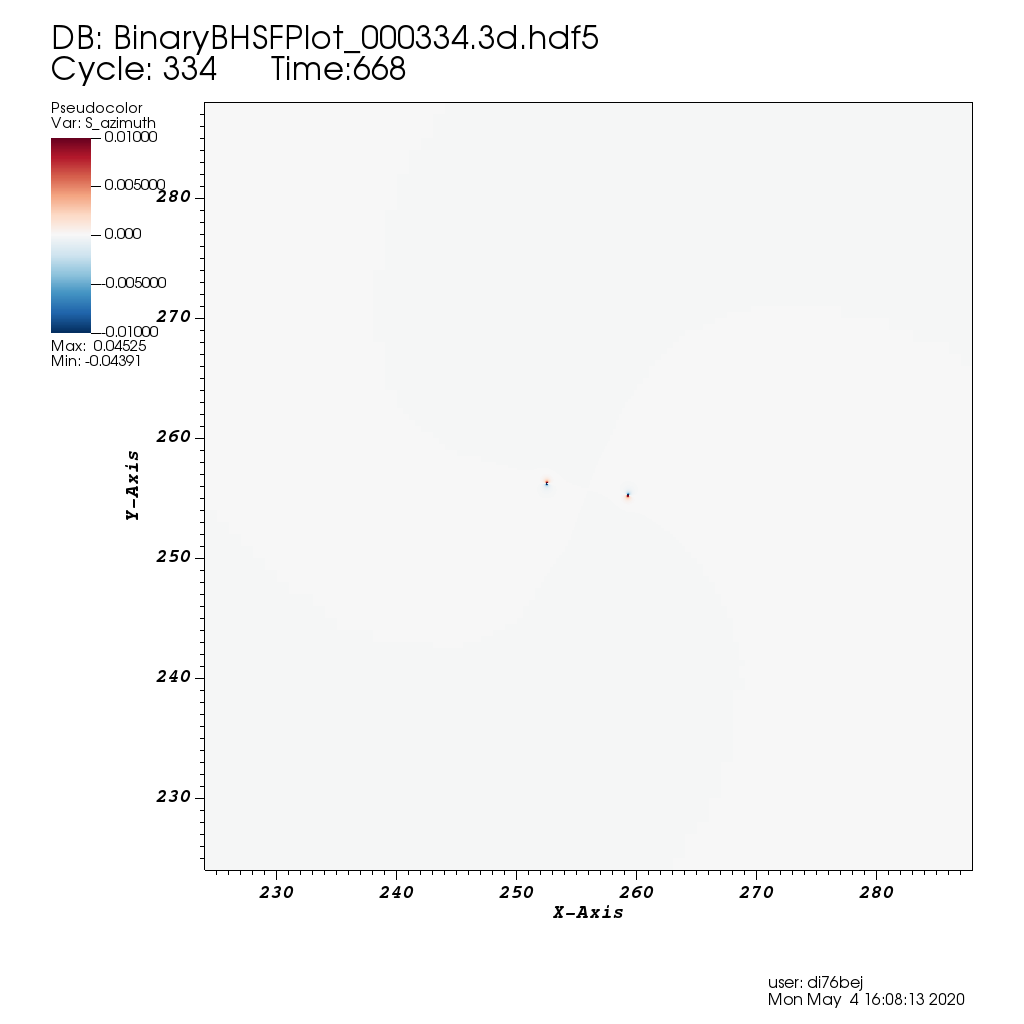 DB: BinaryBHSFPlot_000334.3d.hdf5
Cycle: 334 Time:668
Pseudocolor
Var: S_azimuth
0.01000
0.005000
0.000
-0.005000
-0.01000
Max: 0.04525
Min: -0.04391
280
270
260
250
240
230
Y-Axis
230 240 250 260 270 280
X-Axis
user: di76bej
Mon May 4 16:08:13 2020